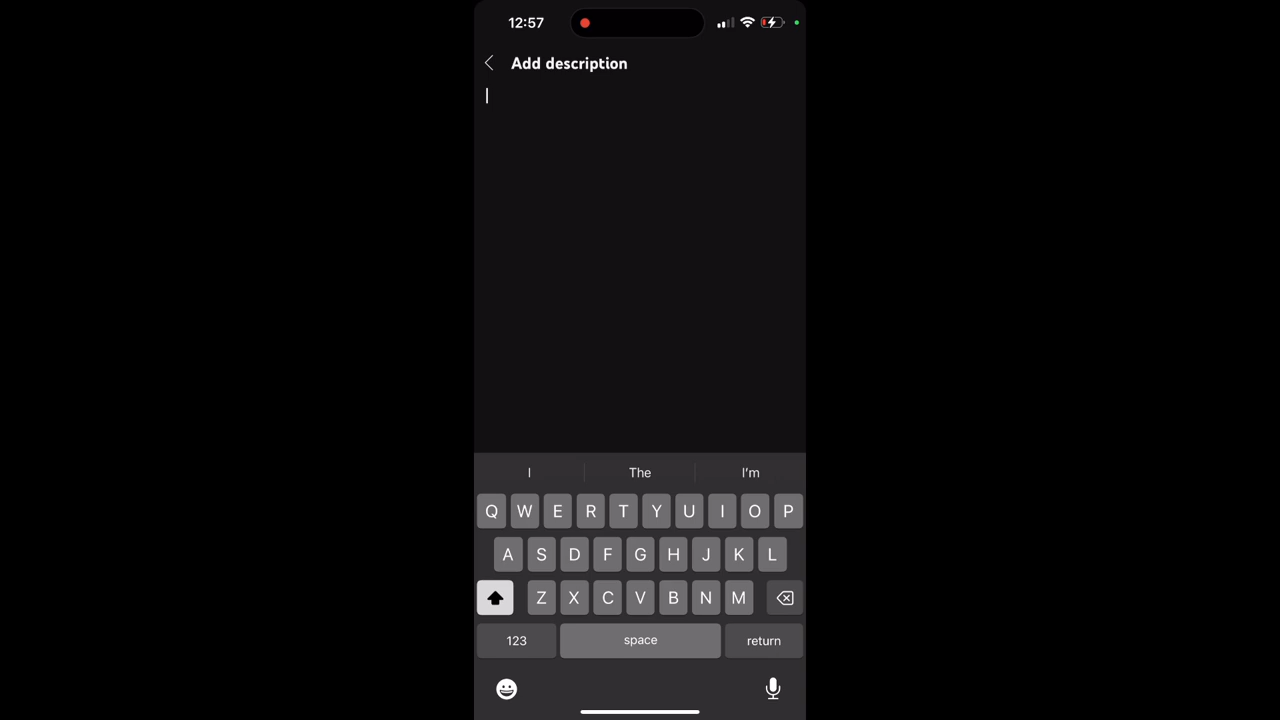 12:57
Add description
I The I'm
Q W E R T Y U I O P
A S D F G H J K L
Z X C V B N M
123 space return